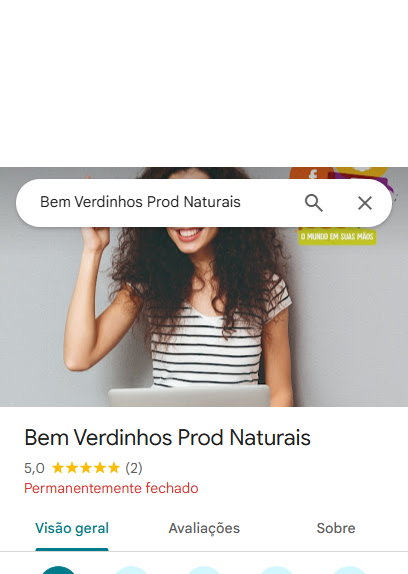 Bem Verdinhos Prod Naturais
O MUNDO EM SUAS MÃOS
Bem Verdinhos Prod Naturais
5,0 (2)
Permanentemente fechado
Visão geral Avaliações Sobre